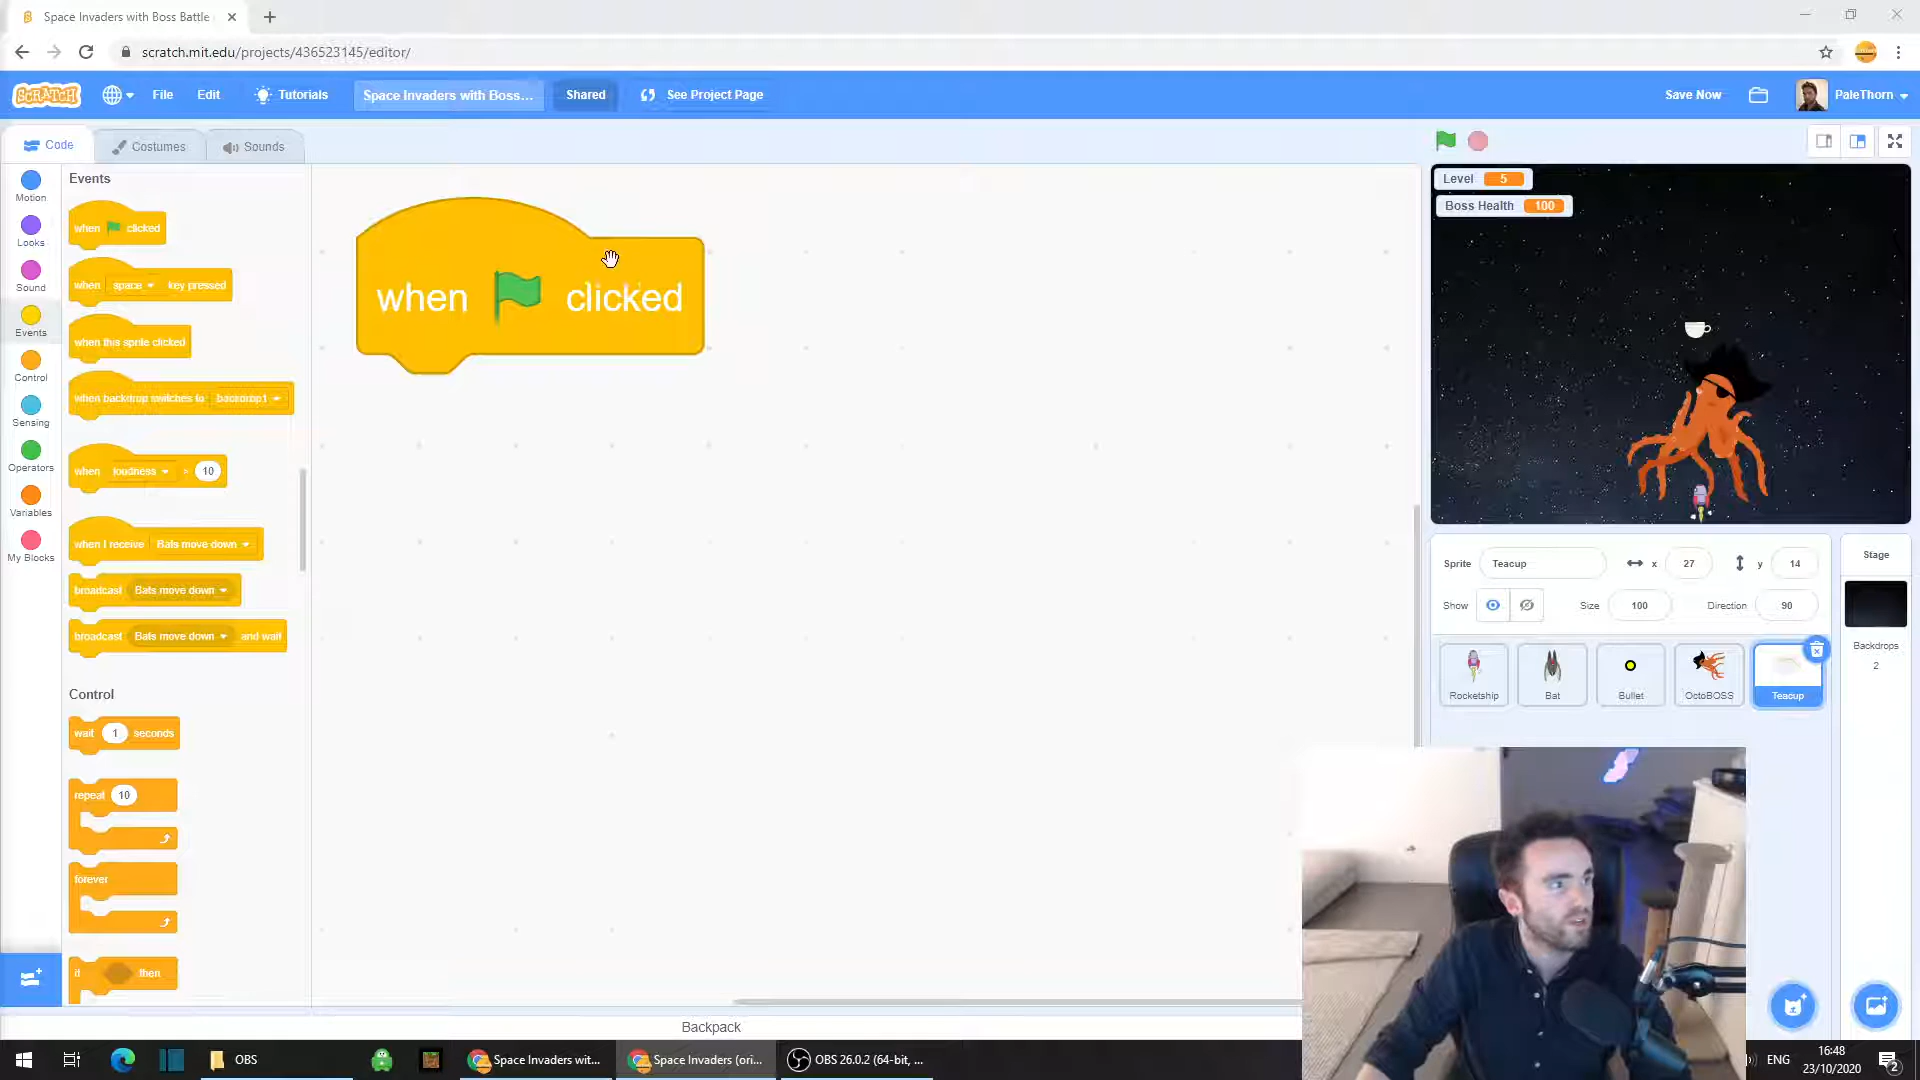 Space Invaders with Boss Battle
scratch.mit.edu/projects/436523145/editor/
SCRATCH
File
Edit
Tutorials
Space Invaders with Boss...
Shared
See Project Page
Save Now
PaleThorn
Code
Costumes
Sounds
Motion
Looks
Sound
Events
Control
Sensing
Operators
Variables
My Blocks
Events
when clicked
when space key pressed
when this sprite clicked
when backdrop switches to backdrop1
when loudness > 10
when I receive Bats move down
broadcast Bats move down
broadcast Bats move down and wait
Control
wait 1 seconds
repeat 10
forever
if then
when clicked
Level 5
Boss Health 100
Sprite Teacup x 27 y 14
Show Size 100 Direction 90
Rocketship
Bat
Bullet
OctoBOSS
Teacup
Stage
Backdrops
2
Backpack
OBS
Space Invaders wit...
Space Invaders (ori...
OBS 26.0.2 (64-bit, ...
ENG
16:48
23/10/2020
2